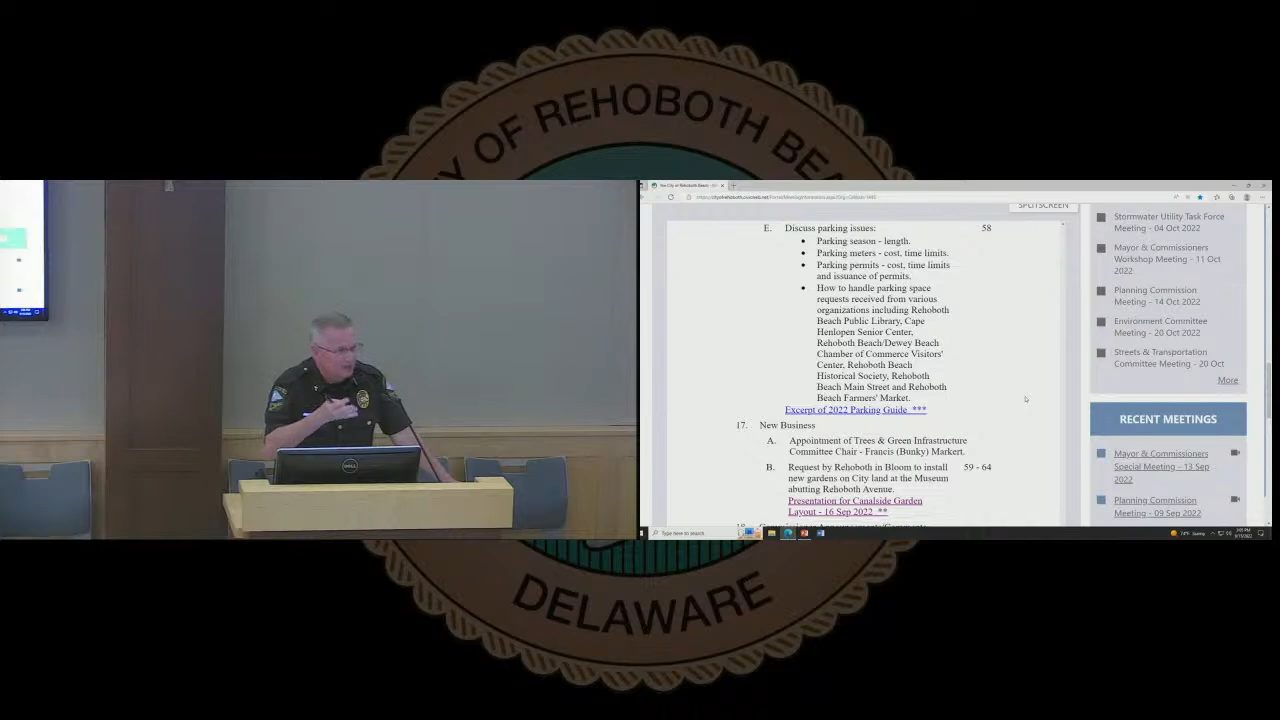 Y OF REHOBOTH BEA
DELAWARE
DELL
SPLITSCREEN
E. Discuss parking issues: 58
• Parking season - length.
• Parking meters - cost, time limits.
• Parking permits - cost, time limits
and issuance of permits.
• How to handle parking space
requests received from various
organizations including Rehoboth
Beach Public Library, Cape
Henlopen Senior Center,
Rehoboth Beach/Dewey Beach
Chamber of Commerce Visitors'
Center, Rehoboth Beach
Historical Society, Rehoboth
Beach Main Street and Rehoboth
Beach Farmers' Market.
Excerpt of 2022 Parking Guide ***
17. New Business
A. Appointment of Trees & Green Infrastructure
Committee Chair - Francis (Bunky) Markert.
B. Request by Rehoboth in Bloom to install 59 - 64
new gardens on City land at the Museum
abutting Rehoboth Avenue.
Presentation for Canalside Garden
Layout - 16 Sep 2022 **
Stormwater Utility Task Force
Meeting - 04 Oct 2022
Mayor & Commissioners
Workshop Meeting - 11 Oct
2022
Planning Commission
Meeting - 14 Oct 2022
Environment Committee
Meeting - 20 Oct 2022
Streets & Transportation
Committee Meeting - 20 Oct
More
RECENT MEETINGS
Mayor & Commissioners
Special Meeting - 13 Sep
2022
Planning Commission
Meeting - 09 Sep 2022
Type here to search